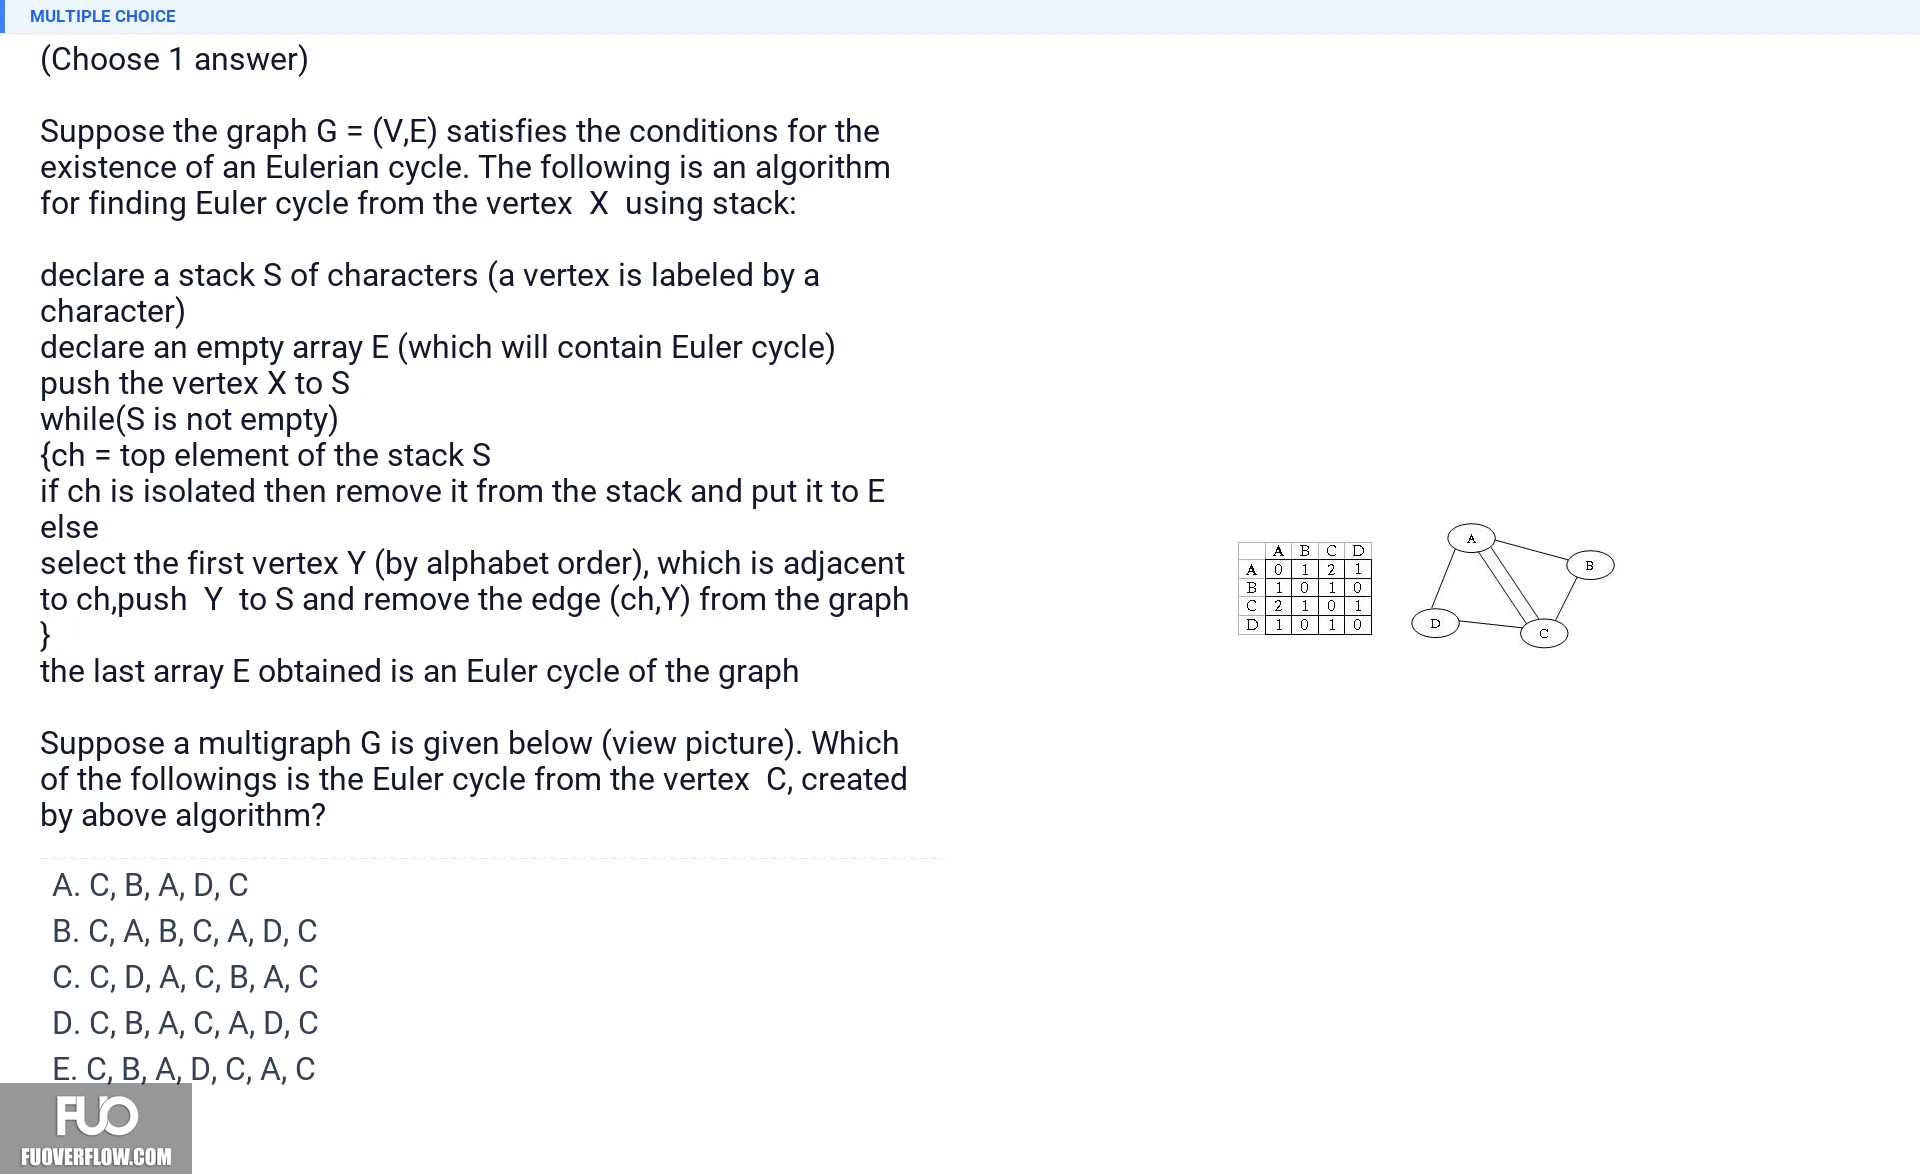 MULTIPLE CHOICE
(Choose 1 answer)
Suppose the graph G = (V,E) satisfies the conditions for the
existence of an Eulerian cycle. The following is an algorithm
for finding Euler cycle from the vertex X using stack:
declare a stack S of characters (a vertex is labeled by a
character)
declare an empty array E (which will contain Euler cycle)
push the vertex X to S
while(S is not empty)
{ch = top element of the stack S
if ch is isolated then remove it from the stack and put it to E
else
select the first vertex Y (by alphabet order), which is adjacent
to ch,push Y to S and remove the edge (ch,Y) from the graph
}
the last array E obtained is an Euler cycle of the graph
Suppose a multigraph G is given below (view picture). Which
of the followings is the Euler cycle from the vertex C, created
by above algorithm?
A. C, B, A, D, C
B. C, A, B, C, A, D, C
C. C, D, A, C, B, A, C
D. C, B, A, C, A, D, C
E. C, B, A, D, C, A, C
A B C D
A 0 1 2 1
B 1 0 1 0
C 2 1 0 1
D 1 0 1 0
A
B
D
C
FUO
FUOVERFLOW.COM